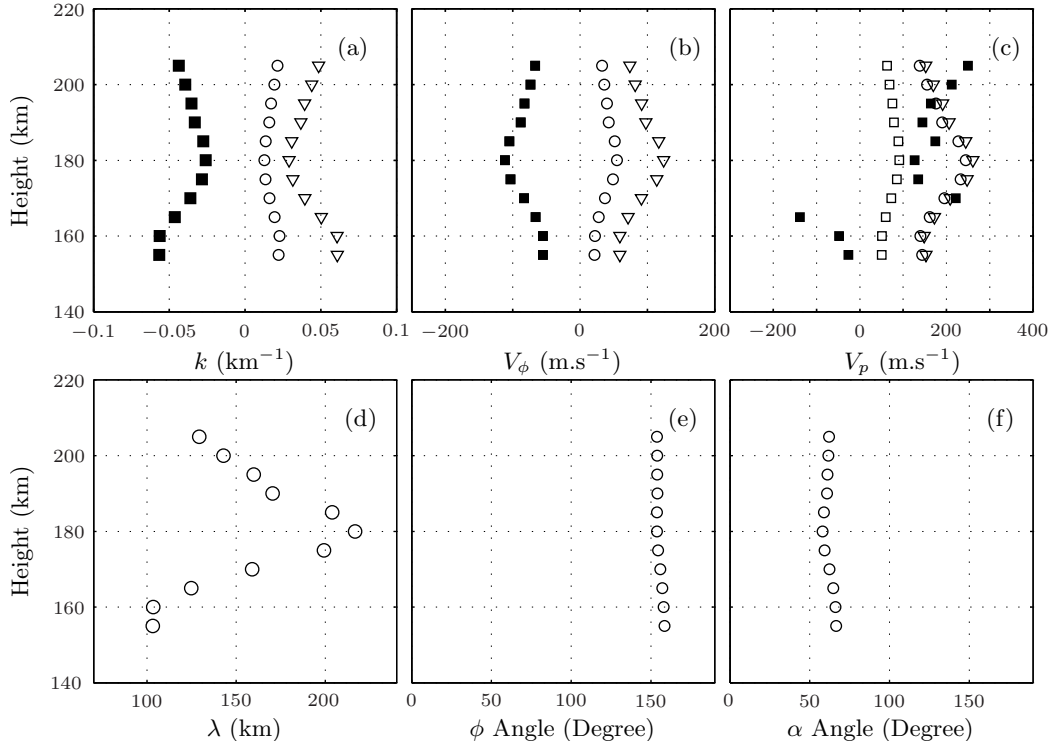 220
200
180
160
140
Height (km)
(a)
(b)
(c)
−0.1
−0.05
0
0.05
0.1
−200
0
200
−200
0
200
400
k (km−1)
Vϕ (m.s−1)
Vp (m.s−1)
220
200
180
160
140
Height (km)
(d)
(e)
(f)
100
150
200
0
50
100
150
0
50
100
150
λ (km)
ϕ Angle (Degree)
α Angle (Degree)